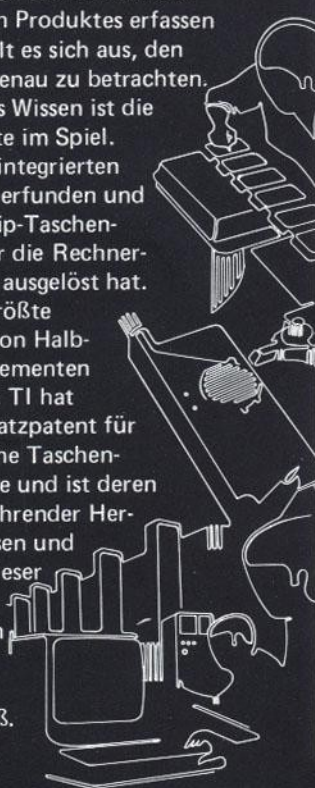 n Produktes erfassen
lt es sich aus, den
enau zu betrachten.
s Wissen ist die
te im Spiel.
integrierten
erfunden und
ip-Taschen-
r die Rechner-
ausgelöst hat.
rößte
on Halb-
ementen
TI hat
atzpatent für
ne Taschen-
e und ist deren
hrender Her-
sen und
eser
ß.